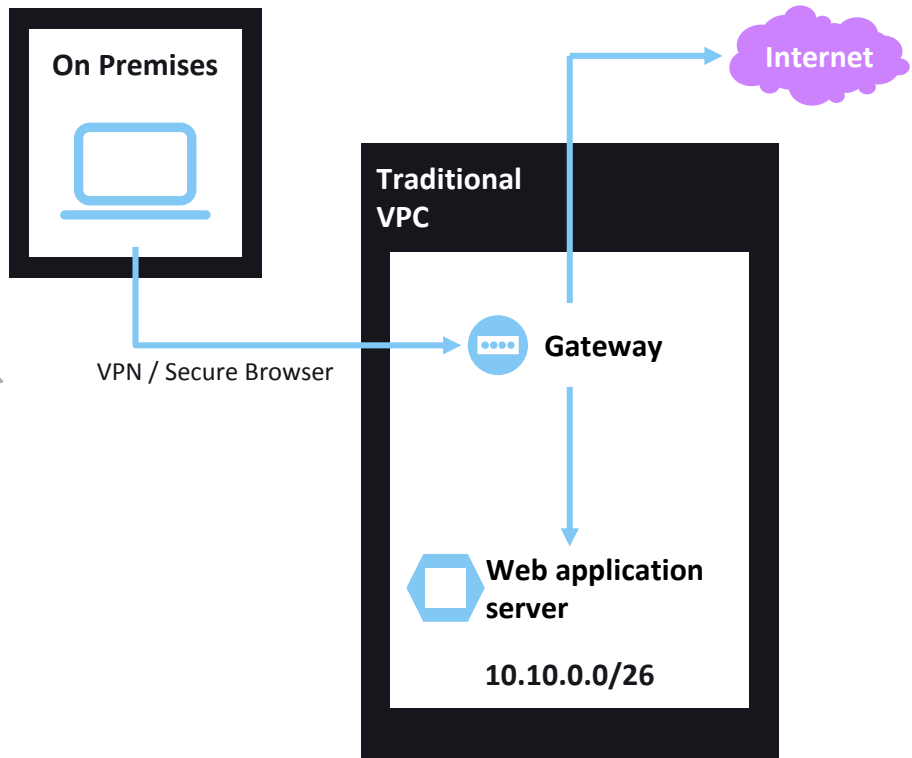 On Premises
Internet
Traditional
VPC
Gateway
VPN / Secure Browser
Web application
server
10.10.0.0/26